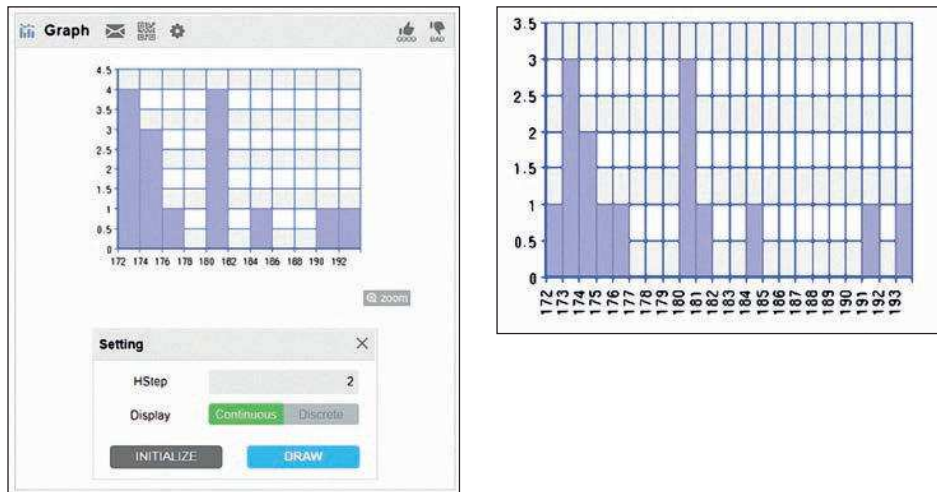 Graph
GOOD BAD
4.5
4
3.5
3
2.5
2
1.5
1
0.5
0
172 174 176 178 180 182 184 186 188 190 192
zoom
Setting
HStep 2
Display Continuous Discrete
INITIALIZE DRAW
3.5
3
2.5
2
1.5
1
0.5
0
172 173 174 175 176 177 178 179 180 181 182 183 184 185 186 187 188 189 190 191 192 193